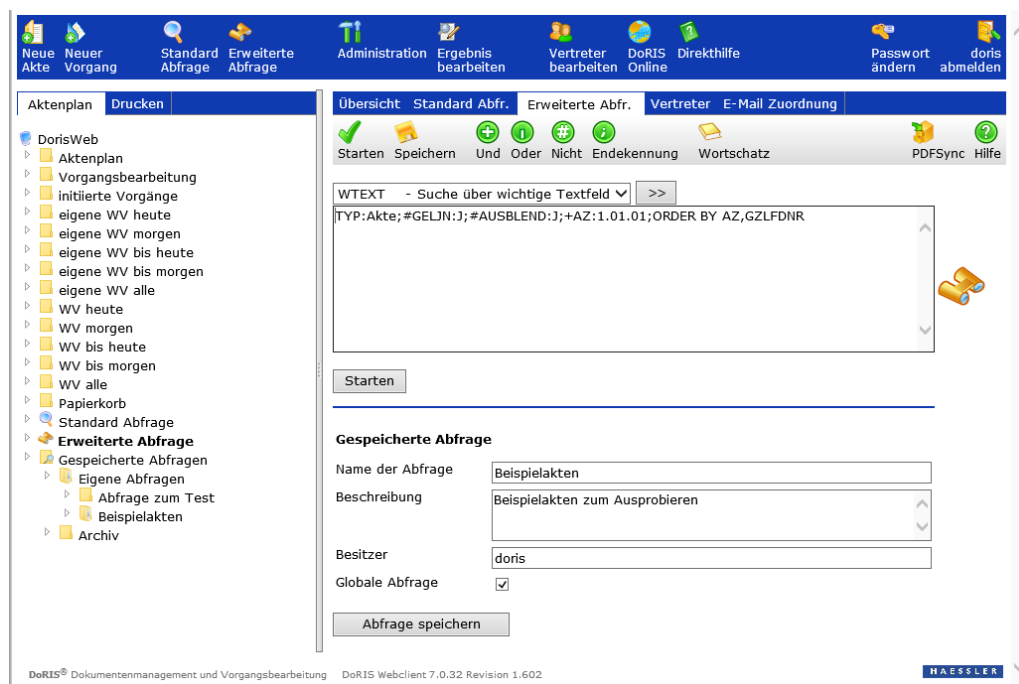 Neue Akte
Neuer Vorgang
Standard Abfrage
Erweiterte Abfrage
Administration
Ergebnis bearbeiten
Vertreter bearbeiten
DoRIS Online
Direkthilfe
Passwort ändern
doris abmelden
Aktenplan Drucken
DorisWeb
Aktenplan
Vorgangsbearbeitung
initiierte Vorgänge
eigene WV heute
eigene WV morgen
eigene WV bis heute
eigene WV bis morgen
eigene WV alle
WV heute
WV morgen
WV bis heute
WV bis morgen
WV alle
Papierkorb
Standard Abfrage
Erweiterte Abfrage
Gespeicherte Abfragen
Eigene Abfragen
Abfrage zum Test
Beispielakten
Archiv
Übersicht Standard Abfr. Erweiterte Abfr. Vertreter E-Mail Zuordnung
Starten Speichern Und Oder Nicht Endekennung Wortschatz PDFSync Hilfe
WTEXT - Suche über wichtige Textfeld >>
TYP:Akte;#GELJN:J;#AUSBLEND:J;+AZ:1.01.01;ORDER BY AZ,GZLFDNR
Starten
Gespeicherte Abfrage
Name der Abfrage Beispielakten
Beschreibung Beispielakten zum Ausprobieren
Besitzer doris
Globale Abfrage
Abfrage speichern
DoRIS® Dokumentenmanagement und Vorgangsbearbeitung DoRIS Webclient 7.0.32 Revision 1.602
HAESSLER